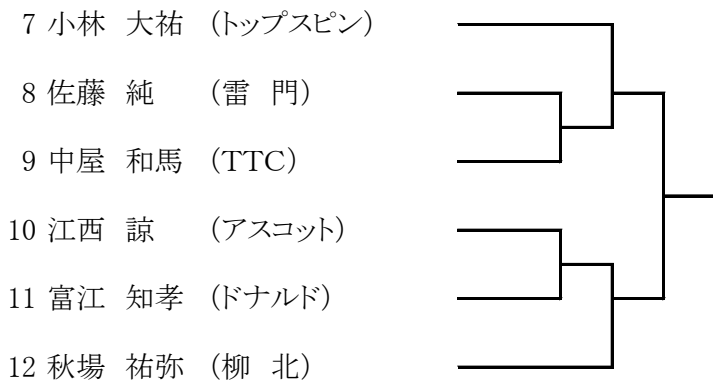 7 小林 大祐 (トップスピン)
8 佐藤 純 (雷 門)
9 中屋 和馬 (TTC)
10 江西 諒 (アスコット)
11 富江 知孝 (ドナルド)
12 秋場 祐弥 (柳 北)